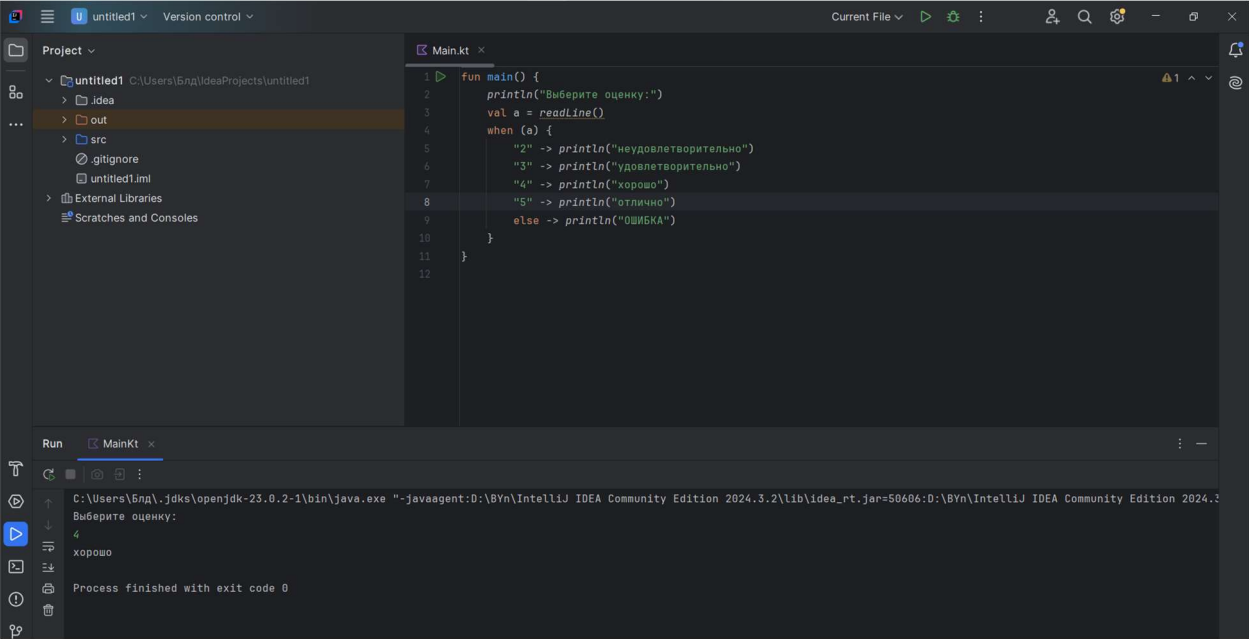 U untitled1 Version control Current File
Project
Main.kt
untitled1 C:\Users\Блд\IdeaProjects\untitled1
.idea
out
src
.gitignore
untitled1.iml
External Libraries
Scratches and Consoles
1 fun main() {
2 println("Выберите оценку:")
3 val a = readLine()
4 when (a) {
5 "2" -> println("неудовлетворительно")
6 "3" -> println("удовлетворительно")
7 "4" -> println("хорошо")
8 "5" -> println("отлично")
9 else -> println("ОШИБКА")
10 }
11 }
12
1
Run MainKt
C:\Users\Блд\.jdks\openjdk-23.0.2-1\bin\java.exe "-javaagent:D:\BYn\IntelliJ IDEA Community Edition 2024.3.2\lib\idea_rt.jar=50606:D:\BYn\IntelliJ IDEA Community Edition 2024.3
Выберите оценку:
4
хорошо
Process finished with exit code 0